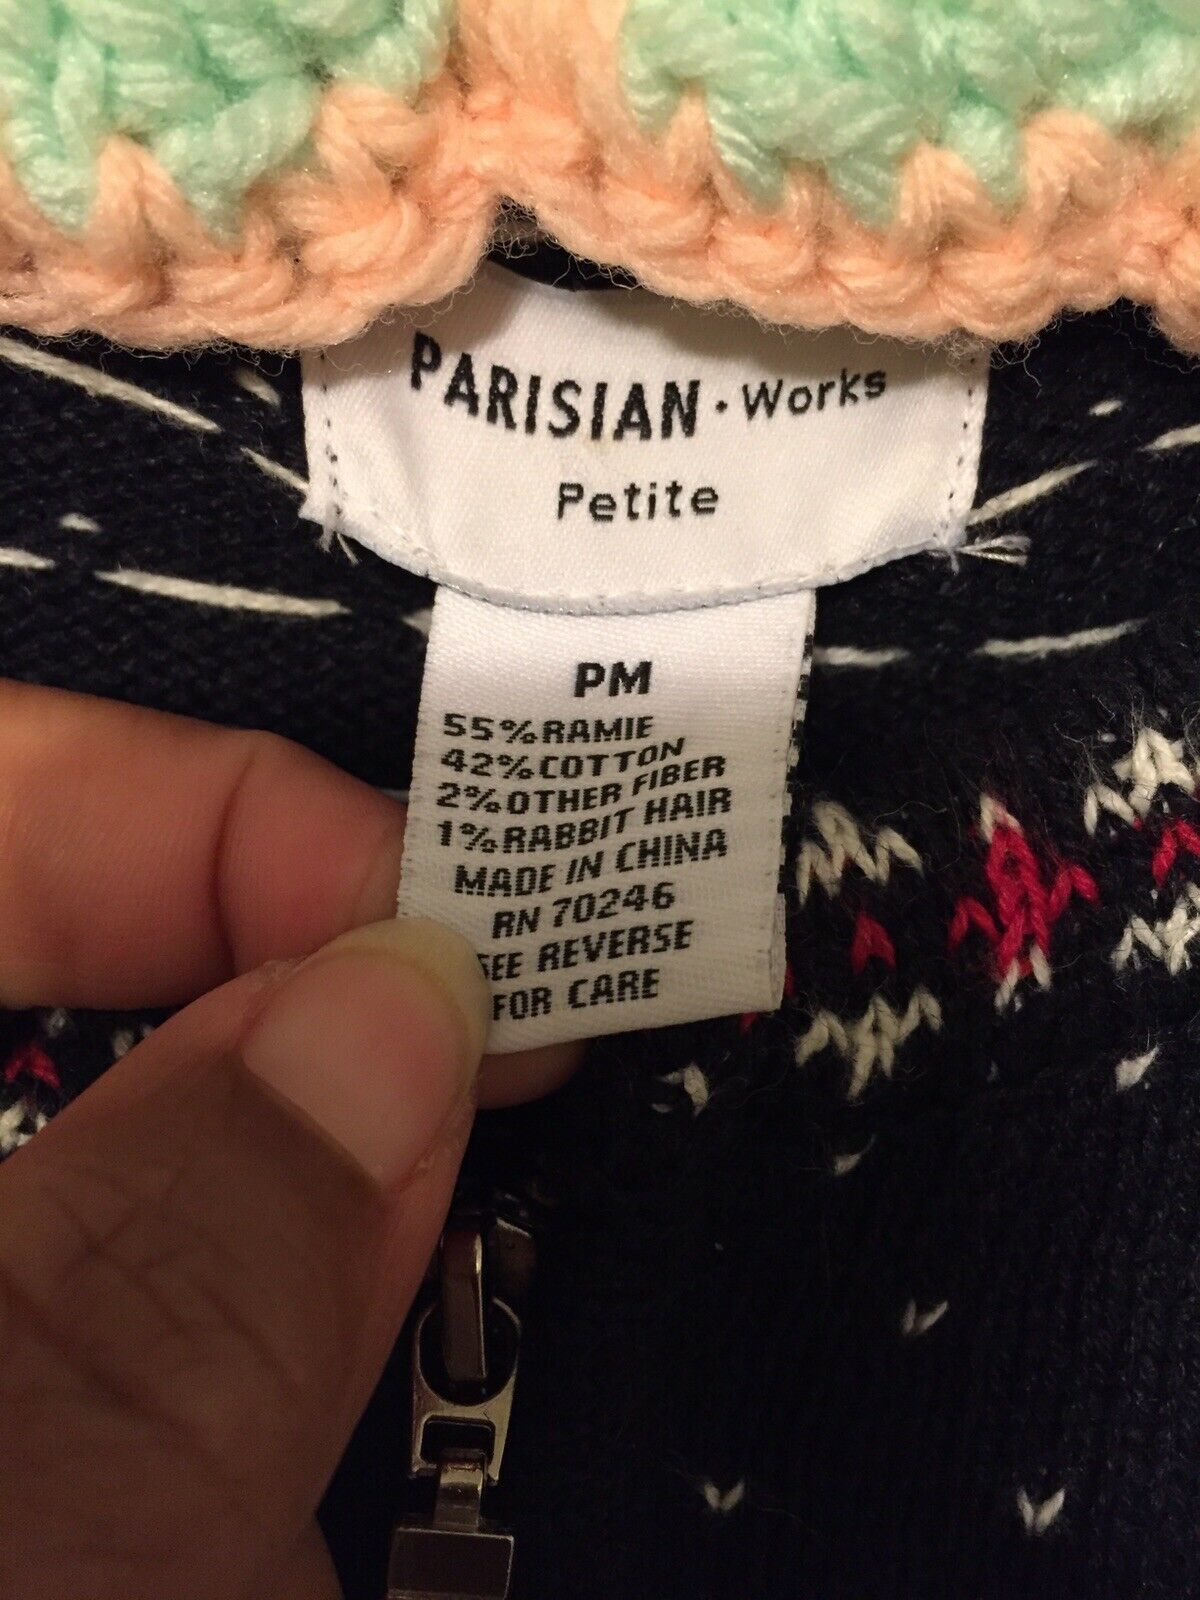 PARISIAN · Works
Petite
PM
55% RAMIE
42% COTTON
2% OTHER FIBER
1% RABBIT HAIR
MADE IN CHINA
RN 70246
SEE REVERSE
FOR CARE